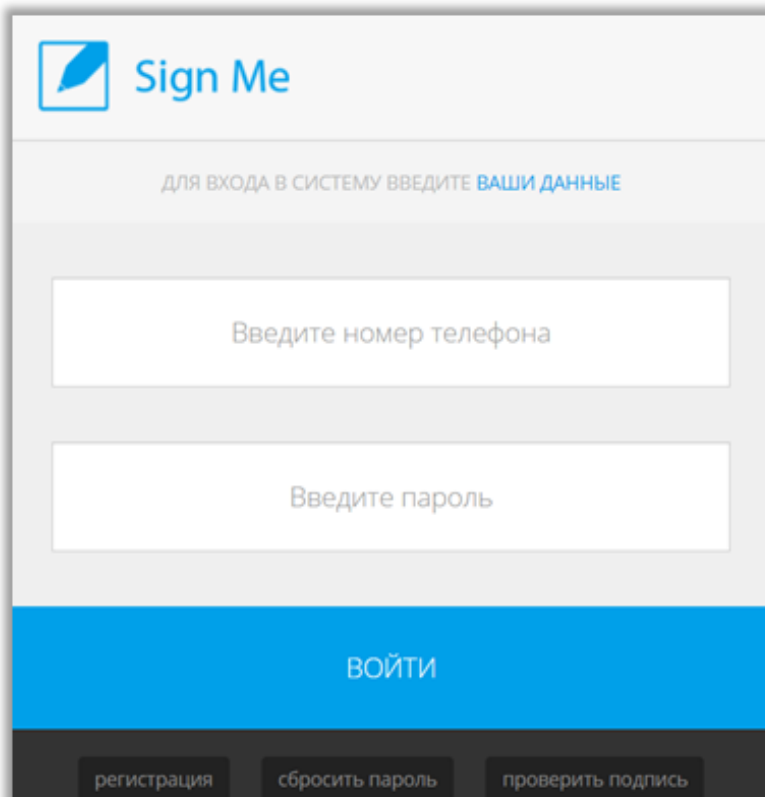 Sign Me
ДЛЯ ВХОДА В СИСТЕМУ ВВЕДИТЕ ВАШИ ДАННЫЕ
Введите номер телефона
Введите пароль
ВОЙТИ
регистрация сбросить пароль проверить подпись